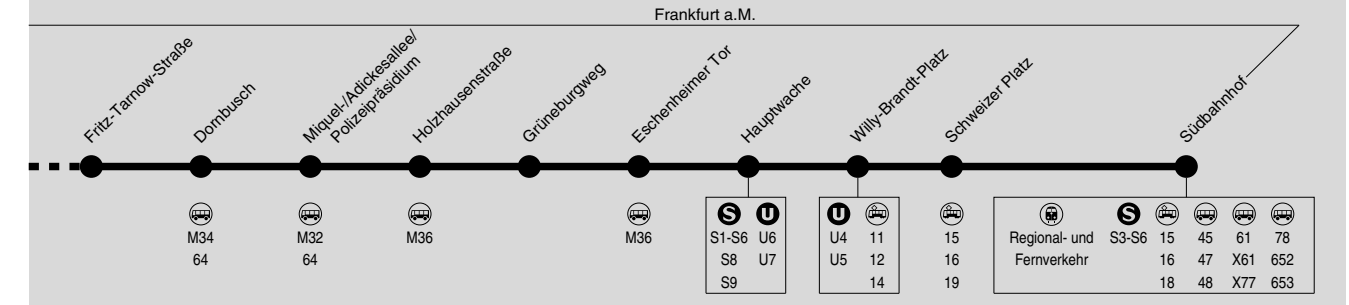 Frankfurt a.M.
Fritz-Tarnow-Straße
Dornbusch
Miquel-/Adickesallee/
Polizeipräsidium
Holzhausenstraße
Grüneburgweg
Eschenheimer Tor
Hauptwache
Willy-Brandt-Platz
Schweizer Platz
Südbahnhof
S U U S
M34 M32 M36 M36 S1-S6 U6 U4 11 15 Regional- und S3-S6 15 45 61 78
64 64 S8 U7 U5 12 16 Fernverkehr 16 47 X61 652
S9 14 19 18 48 X77 653